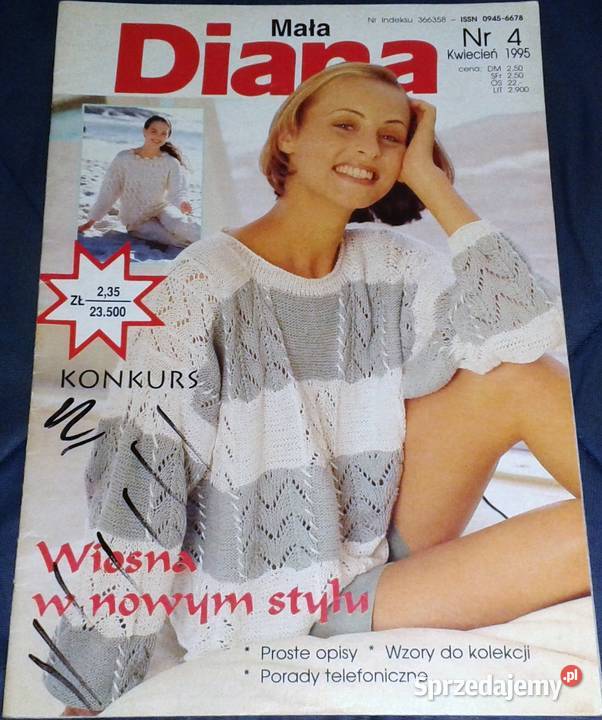 Nr indeksu 366358 – ISSN 0945-6678
Mała
Diana
Nr 4
Kwiecień 1995
cena: DM 2.50
SFr 2.50
ÖS 22,-
LIT 2.900
ZŁ 2,35
23.500
KONKURS
Wiosna
w nowym stylu
* Proste opisy * Wzory do kolekcji
* Porady telefoniczne
Sprzedajemy.pl